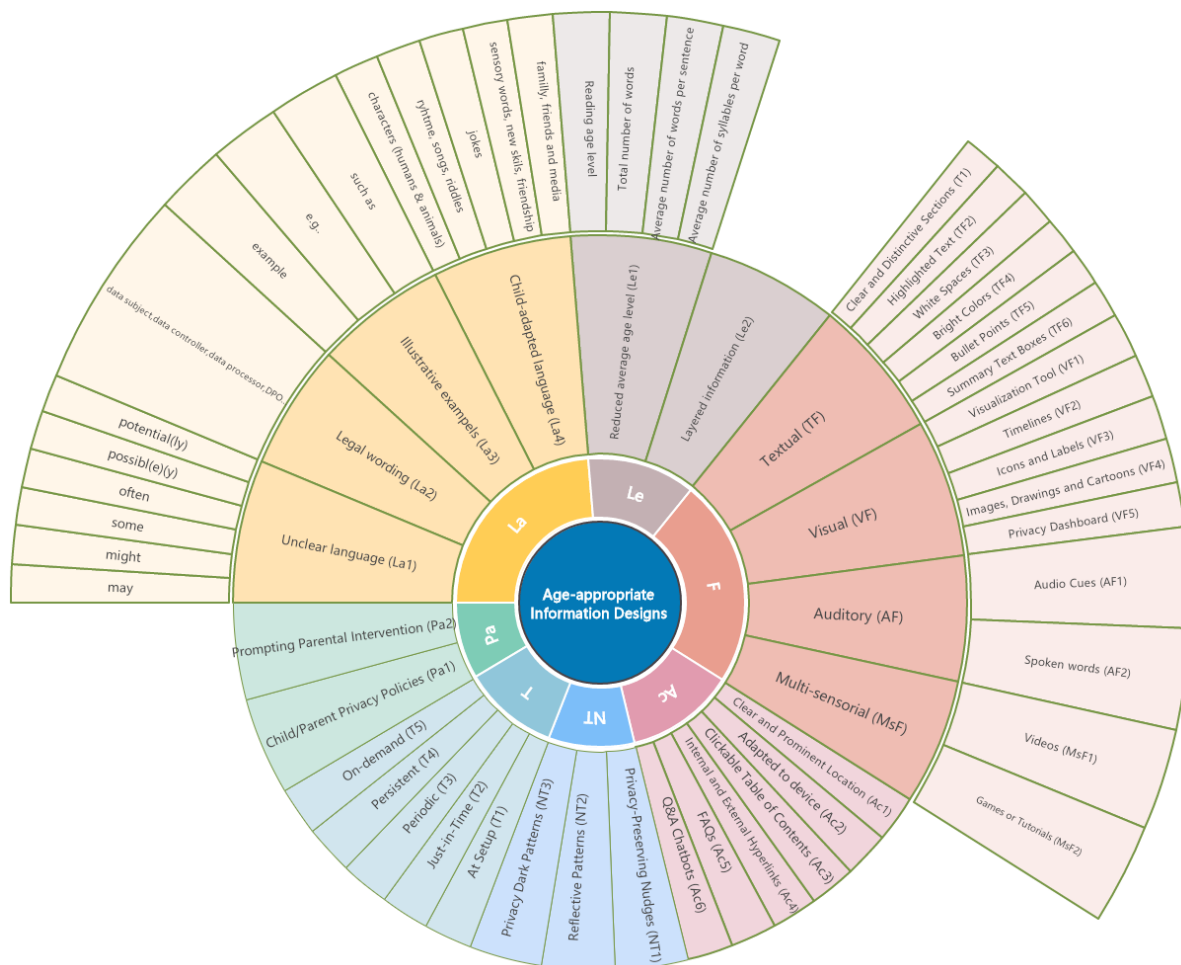 Age-appropriate
Information Designs
La
Le
F
Ac
NT
T
Pa
Unclear language (La1)
Legal wording (La2)
Illustrative exampels (La3)
Child-adapted language (La4)
Reduced average age level (Le1)
Layered information (Le2)
Textual (TF)
Visual (VF)
Auditory (AF)
Multi-sensorial (MsF)
Clear and Prominent Location (Ac1)
Adapted to device (Ac2)
Clickable Table of Contents (Ac3)
Internal and External Hyperlinks (Ac4)
FAQs (Ac5)
Q&A Chatbots (Ac6)
Privacy-Preserving Nudges (NT1)
Reflective Patterns (NT2)
Privacy Dark Patterns (NT3)
At Setup (T1)
Just-in-Time (T2)
Periodic (T3)
Persistent (T4)
On-demand (T5)
Child/Parent Privacy Policies (Pa1)
Prompting Parental Intervention (Pa2)
may
might
some
often
possibl(e)(y)
potential(ly)
data subject,data controller,data processor,DPO..
example
e.g..
such as
characters (humans & animals)
ryhtme, songs, riddles
jokes
sensory words, new skils, friendship
familly, friends and media
Reading age level
Total number of words
Average number of words per sentence
Average number of syllables per word
Clear and Distinctive Sections (T1)
Highlighted Text (TF2)
White Spaces (TF3)
Bright Colors (TF4)
Bullet Points (TF5)
Summary Text Boxes (TF6)
Visualization Tool (VF1)
Timelines (VF2)
Icons and Labels (VF3)
Images, Drawings and Cartoons (VF4)
Privacy Dashboard (VF5)
Audio Cues (AF1)
Spoken words (AF2)
Videos (MsF1)
Games or Tutorials (MsF2)